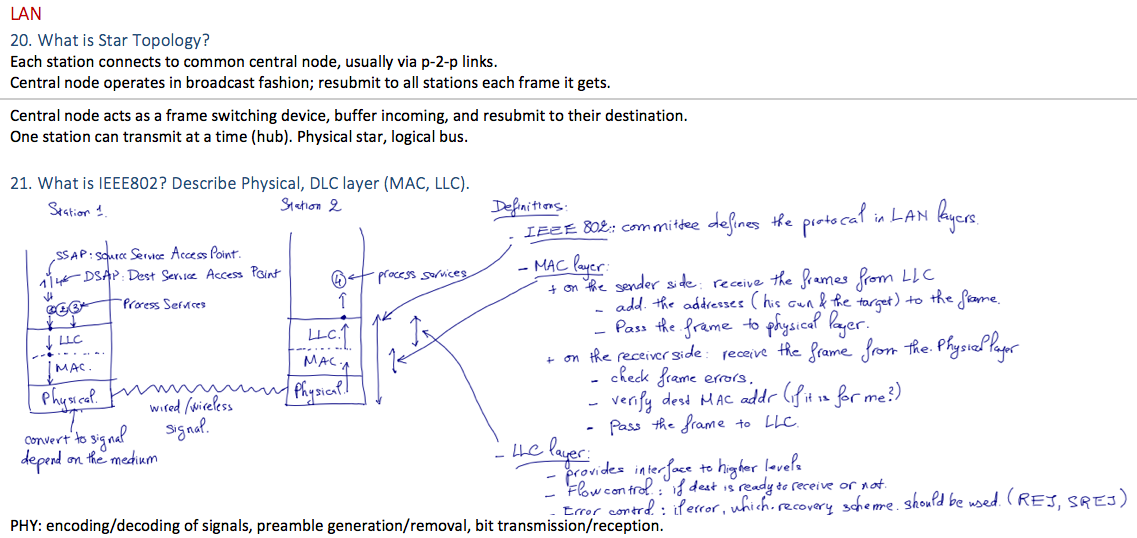 LAN
20. What is Star Topology?
Each station connects to common central node, usually via p-2-p links.
Central node operates in broadcast fashion; resubmit to all stations each frame it gets.
Central node acts as a frame switching device, buffer incoming, and resubmit to their destination.
One station can transmit at a time (hub). Physical star, logical bus.
21. What is IEEE802? Describe Physical, DLC layer (MAC, LLC).
Station 1.
SSAP: source Service Access Point.
DSAP: Dest Service Access Point
1
4
1 2 3
Process Services
LLC
MAC.
Physical.
convert to signal
depend on the medium
wired/wireless
signal.
Station 2
4
process services
LLC.
MAC.
Physical.
Definitions:
- IEEE 802: committee defines the protocal in LAN layers.
- MAC layer:
+ on the sender side: receive the frames from LLC
- add. the addresses (his own & the target) to the frame.
- Pass the frame to physical layer.
+ on the receiver side: receive the frame from the. Physical layer
- check frame errors.
- verify dest MAC addr (if it is for me?)
- Pass the frame to LLC.
- LLC layer:
- provides interface to higher levels
- Flow control: if dest is ready to receive or not.
- Error control: if error, which. recovery scheme. should be used. (REJ, SREJ)
PHY: encoding/decoding of signals, preamble generation/removal, bit transmission/reception.